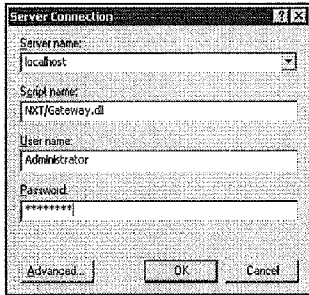 Server Connection
Server name:
localhost
Script name:
NXT/Gateway.dll
User name:
Administrator
Password:
********
Advanced...
OK
Cancel